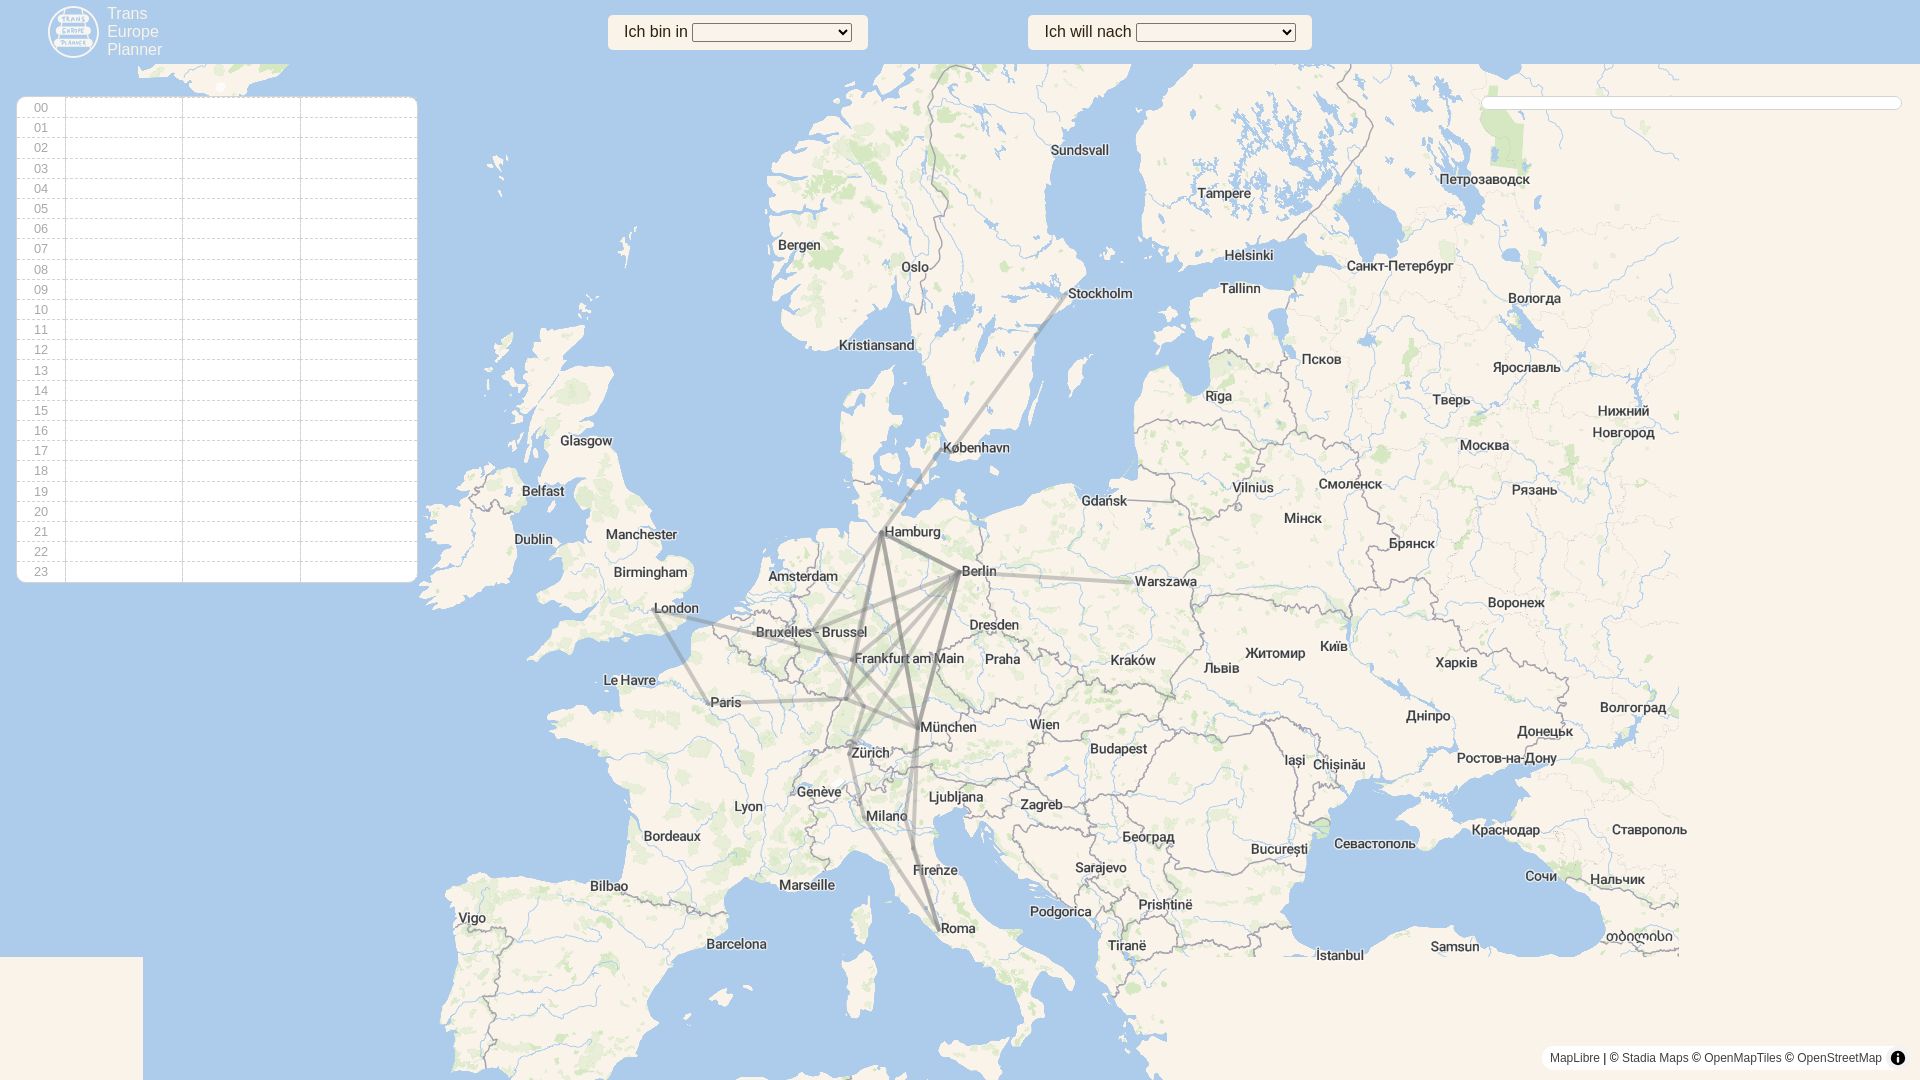 Trans
Europe
Planner
TRANS
EUROPE
PLANNER
Ich bin in
Ich will nach
00
01
02
03
04
05
06
07
08
09
10
11
12
13
14
15
16
17
18
19
20
21
22
23
Sundsvall
Петрозаводск
Tampere
Bergen
Helsinki
Oslo
Санкт-Петербург
Tallinn
Stockholm
Вологда
Kristiansand
Псков
Ярославль
Rīga
Тверь
Нижний
Новгород
Glasgow
København
Москва
Vilnius
Смоленск
Рязань
Belfast
Gdańsk
Мінск
Hamburg
Manchester
Dublin
Брянск
Birmingham
Amsterdam
Berlin
Warszawa
London
Воронеж
Dresden
Bruxelles - Brussel
Київ
Житомир
Frankfurt am Main
Praha
Kraków
Львів
Харків
Le Havre
Paris
Волгоград
Дніпро
München
Wien
Донецьк
Zürich
Budapest
Iași
Chișinău
Ростов-на-Дону
Genève
Ljubljana
Lyon
Zagreb
Milano
Краснодар
Ставрополь
Bordeaux
Београд
Севастополь
București
Firenze
Sarajevo
Сочи
Нальчик
Bilbao
Marseille
Prishtinë
Podgorica
Vigo
Roma
თბილისი
Barcelona
Tiranë
Samsun
İstanbul
MapLibre | © Stadia Maps © OpenMapTiles © OpenStreetMap